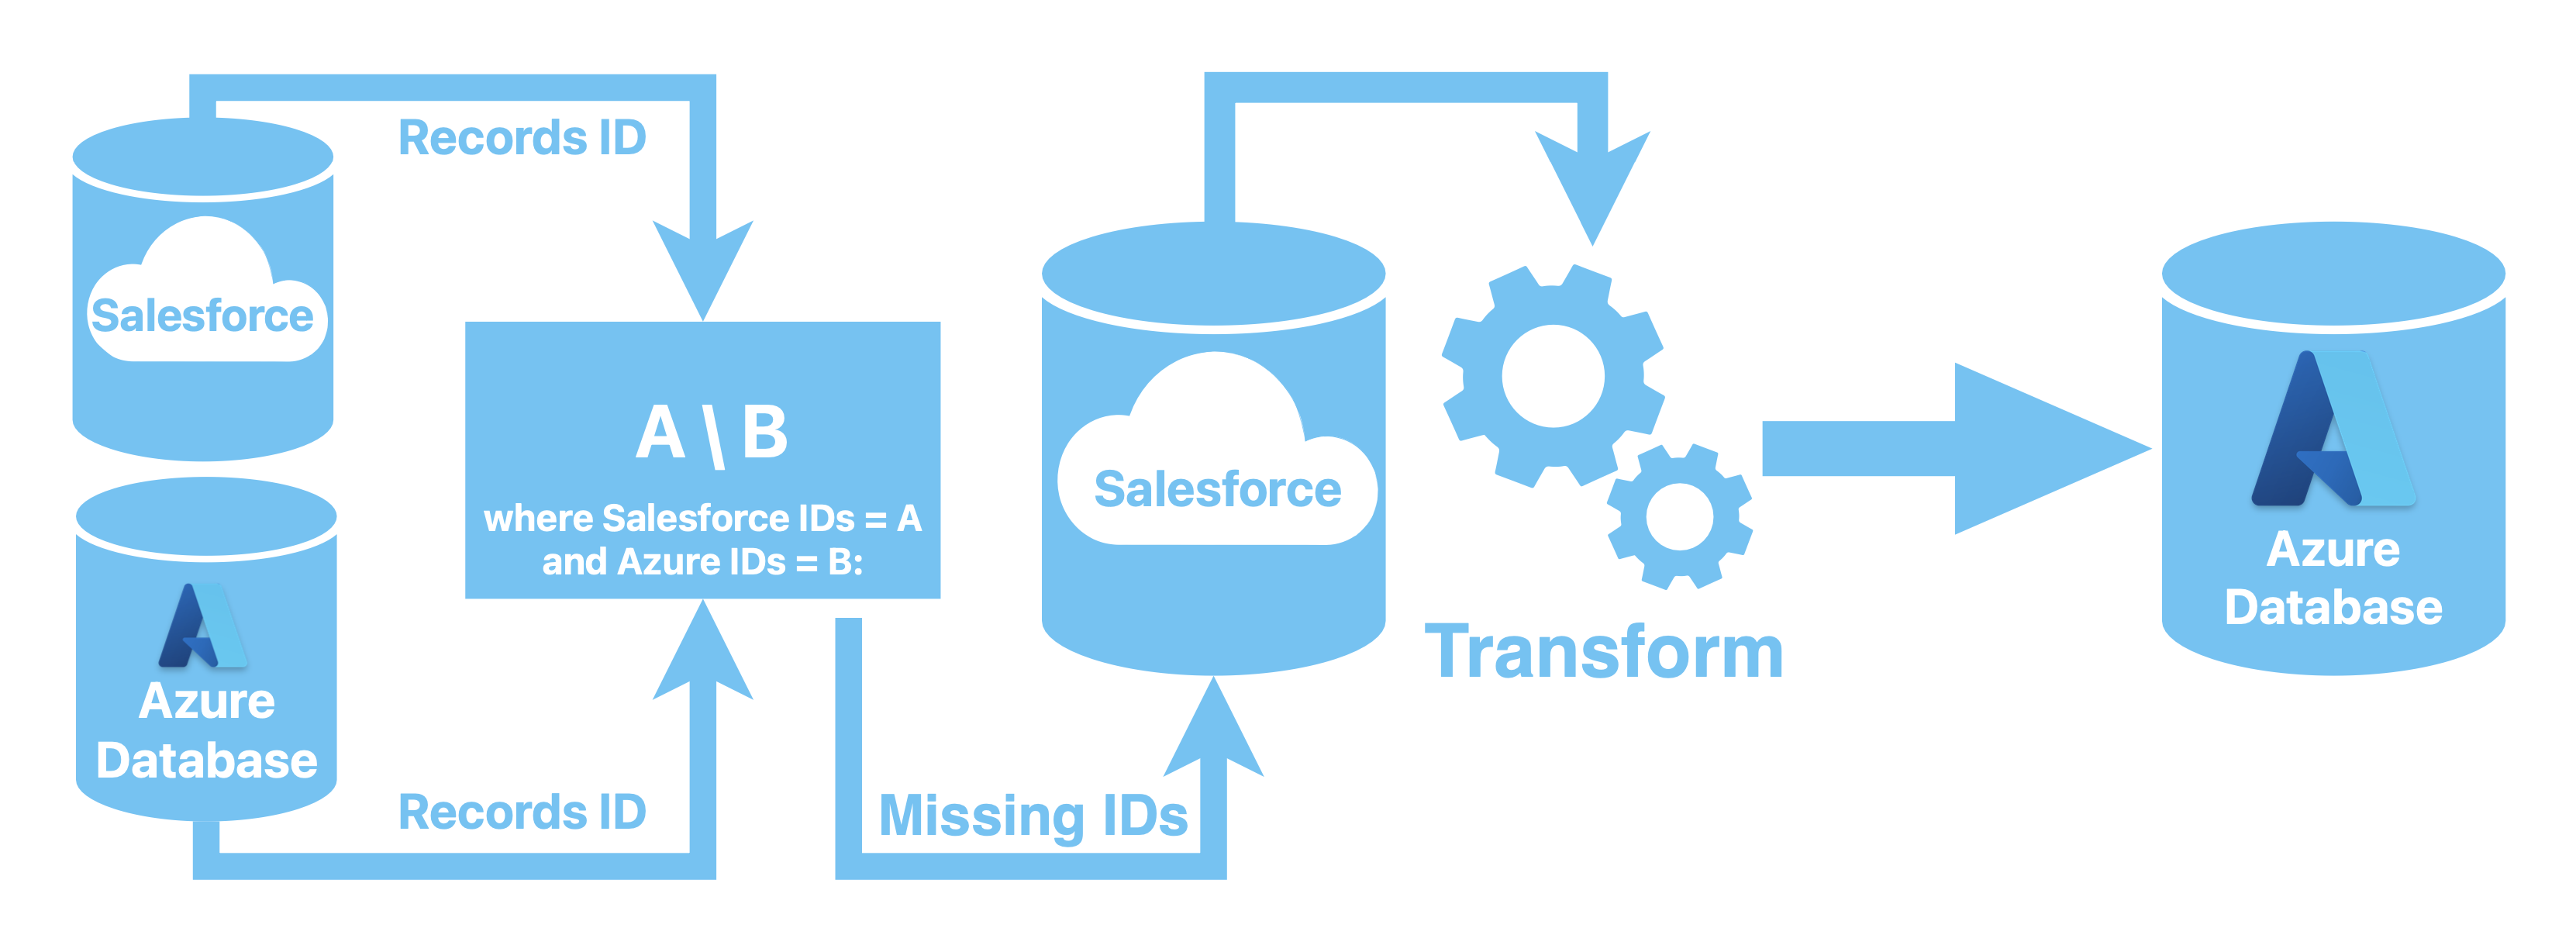 Records ID
Salesforce
A \ B
where Salesforce IDs = A
and Azure IDs = B:
Azure
Database
Records ID
Missing IDs
Salesforce
Transform
Azure
Database